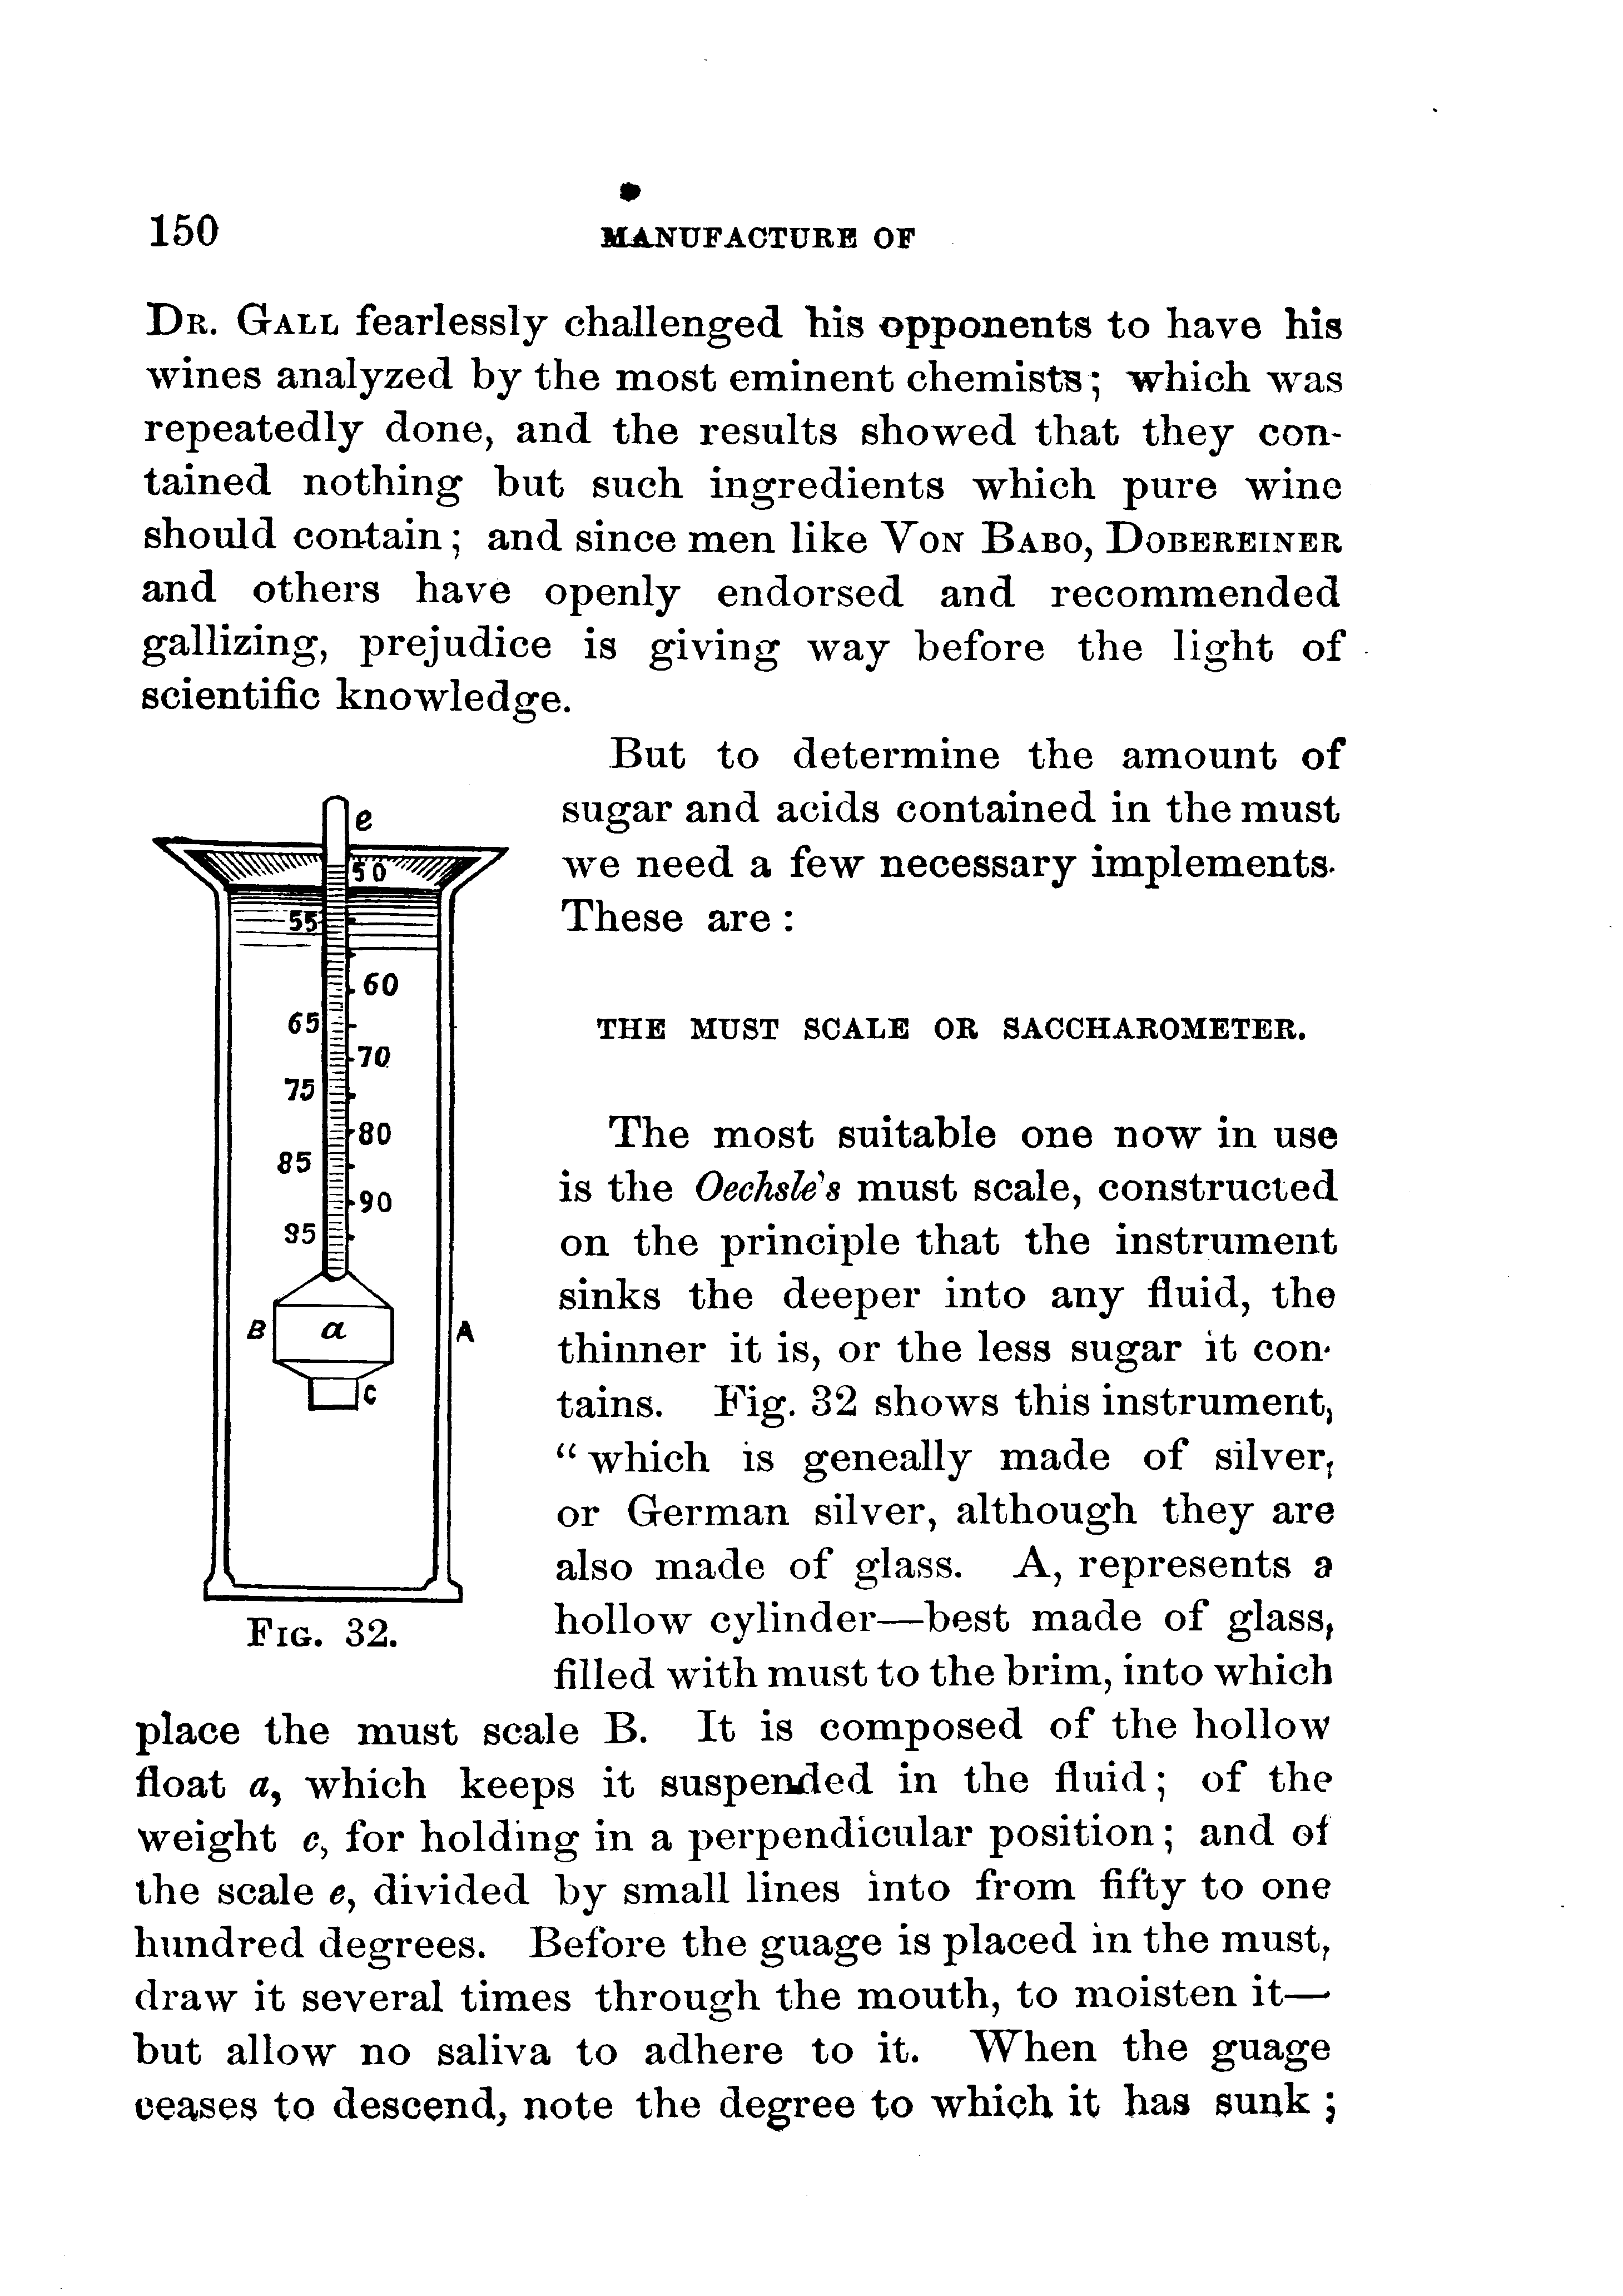 150
MANUFACTURE OF
DR. GALL fearlessly challenged his opponents to have his
wines analyzed by the most eminent chemists; which was
repeatedly done, and the results showed that they con-
tained nothing but such ingredients which pure wine
should contain; and since men like VON BABO, DOBEREINER
and others have openly endorsed and recommended
gallizing, prejudice is giving way before the light of
scientific knowledge.
But to determine the amount of
sugar and acids contained in the must
we need a few necessary implements.
These are:
THE MUST SCALE OR SACCHAROMETER.
The most suitable one now in use
is the Oechsle's must scale, constructed
on the principle that the instrument
sinks the deeper into any fluid, the
thinner it is, or the less sugar it con-
tains. Fig. 32 shows this instrument,
"which is geneally made of silver,
or German silver, although they are
also made of glass. A, represents a
hollow cylinder—best made of glass,
filled with must to the brim, into which
e
50
55
60
65
70
75
80
85
90
95
B
a
A
c
FIG. 32.
place the must scale B. It is composed of the hollow
float a, which keeps it suspended in the fluid; of the
weight c, for holding in a perpendicular position; and of
the scale e, divided by small lines into from fifty to one
hundred degrees. Before the guage is placed in the must,
draw it several times through the mouth, to moisten it—
but allow no saliva to adhere to it. When the guage
ceases to descend, note the degree to which it has sunk;